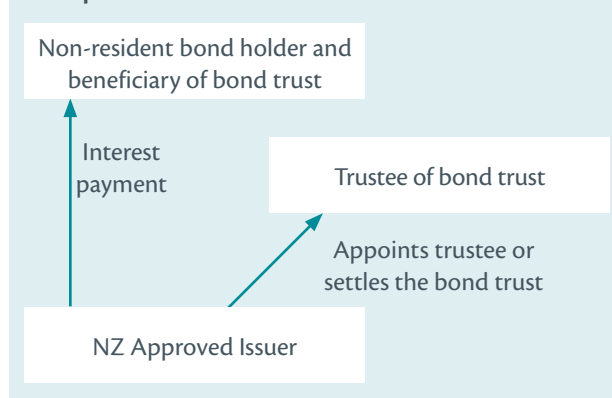 Non-resident bond holder and
beneficiary of bond trust
Interest
payment
Trustee of bond trust
Appoints trustee or
settles the bond trust
NZ Approved Issuer